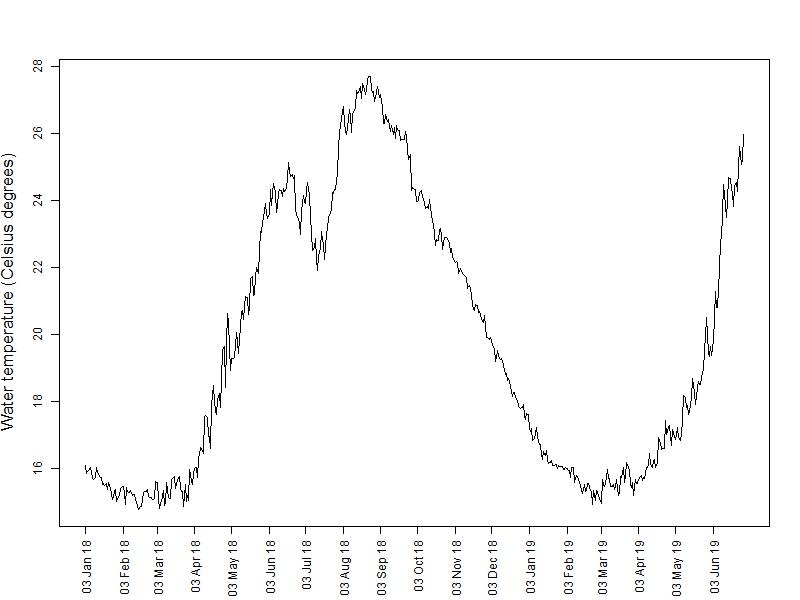 Water temperature (Celsius degrees)
28
26
24
22
20
18
16
03 Jan 18
03 Feb 18
03 Mar 18
03 Apr 18
03 May 18
03 Jun 18
03 Jul 18
03 Aug 18
03 Sep 18
03 Oct 18
03 Nov 18
03 Dec 18
03 Jan 19
03 Feb 19
03 Mar 19
03 Apr 19
03 May 19
03 Jun 19